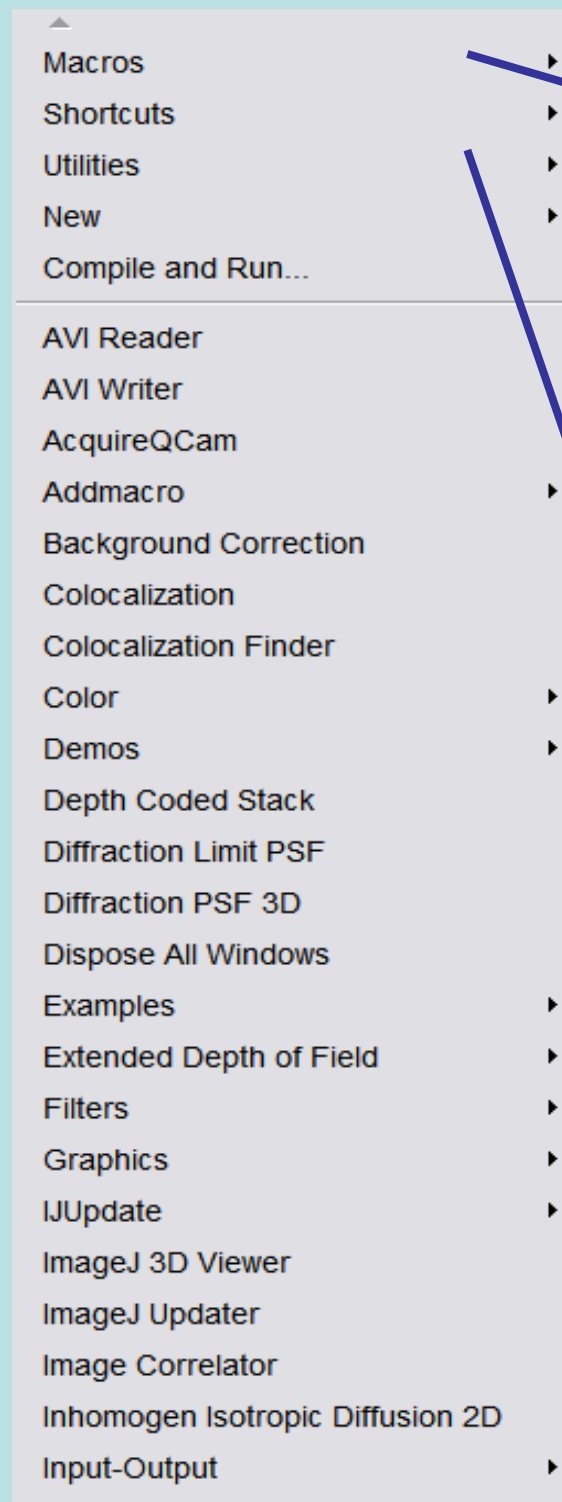 Macros
Shortcuts
Utilities
New
Compile and Run...
AVI Reader
AVI Writer
AcquireQCam
Addmacro
Background Correction
Colocalization
Colocalization Finder
Color
Demos
Depth Coded Stack
Diffraction Limit PSF
Diffraction PSF 3D
Dispose All Windows
Examples
Extended Depth of Field
Filters
Graphics
IJUpdate
ImageJ 3D Viewer
ImageJ Updater
Image Correlator
Inhomogen Isotropic Diffusion 2D
Input-Output